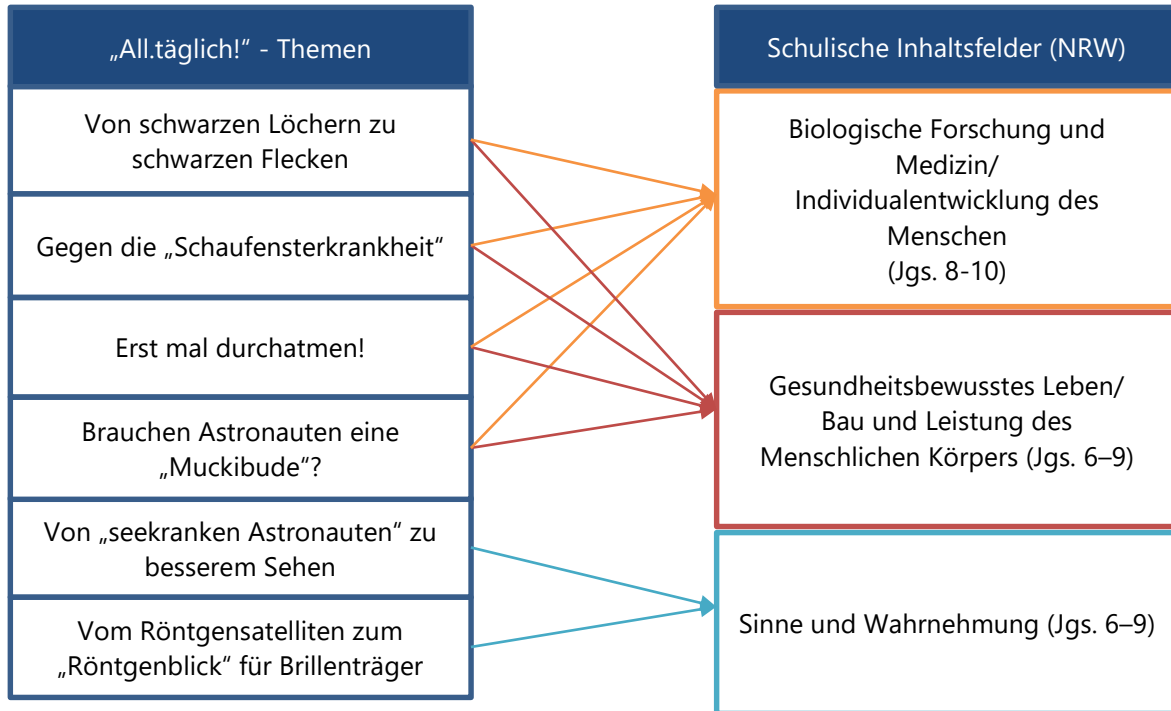 „All.täglich!“ - Themen
Von schwarzen Löchern zu
schwarzen Flecken
Gegen die „Schaufensterkrankheit“
Erst mal durchatmen!
Brauchen Astronauten eine
„Muckibude“?
Von „seekranken Astronauten“ zu
besserem Sehen
Vom Röntgensatelliten zum
„Röntgenblick“ für Brillenträger
Schulische Inhaltsfelder (NRW)
Biologische Forschung und
Medizin/
Individualentwicklung des
Menschen
(Jgs. 8-10)
Gesundheitsbewusstes Leben/
Bau und Leistung des
Menschlichen Körpers (Jgs. 6–9)
Sinne und Wahrnehmung (Jgs. 6–9)